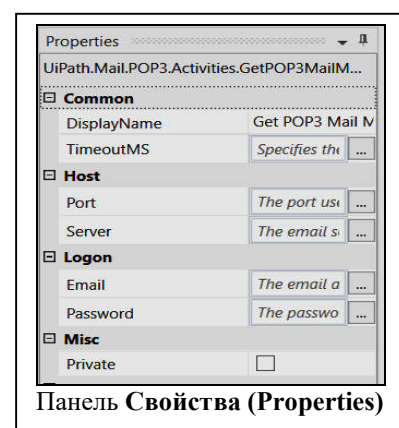 Properties
UiPath.Mail.POP3.Activities.GetPOP3MailM...
Common
DisplayName Get POP3 Mail M
TimeoutMS Specifies the ...
Host
Port The port use ...
Server The email s ...
Logon
Email The email a ...
Password The passwo ...
Misc
Private
Панель Свойства (Properties)